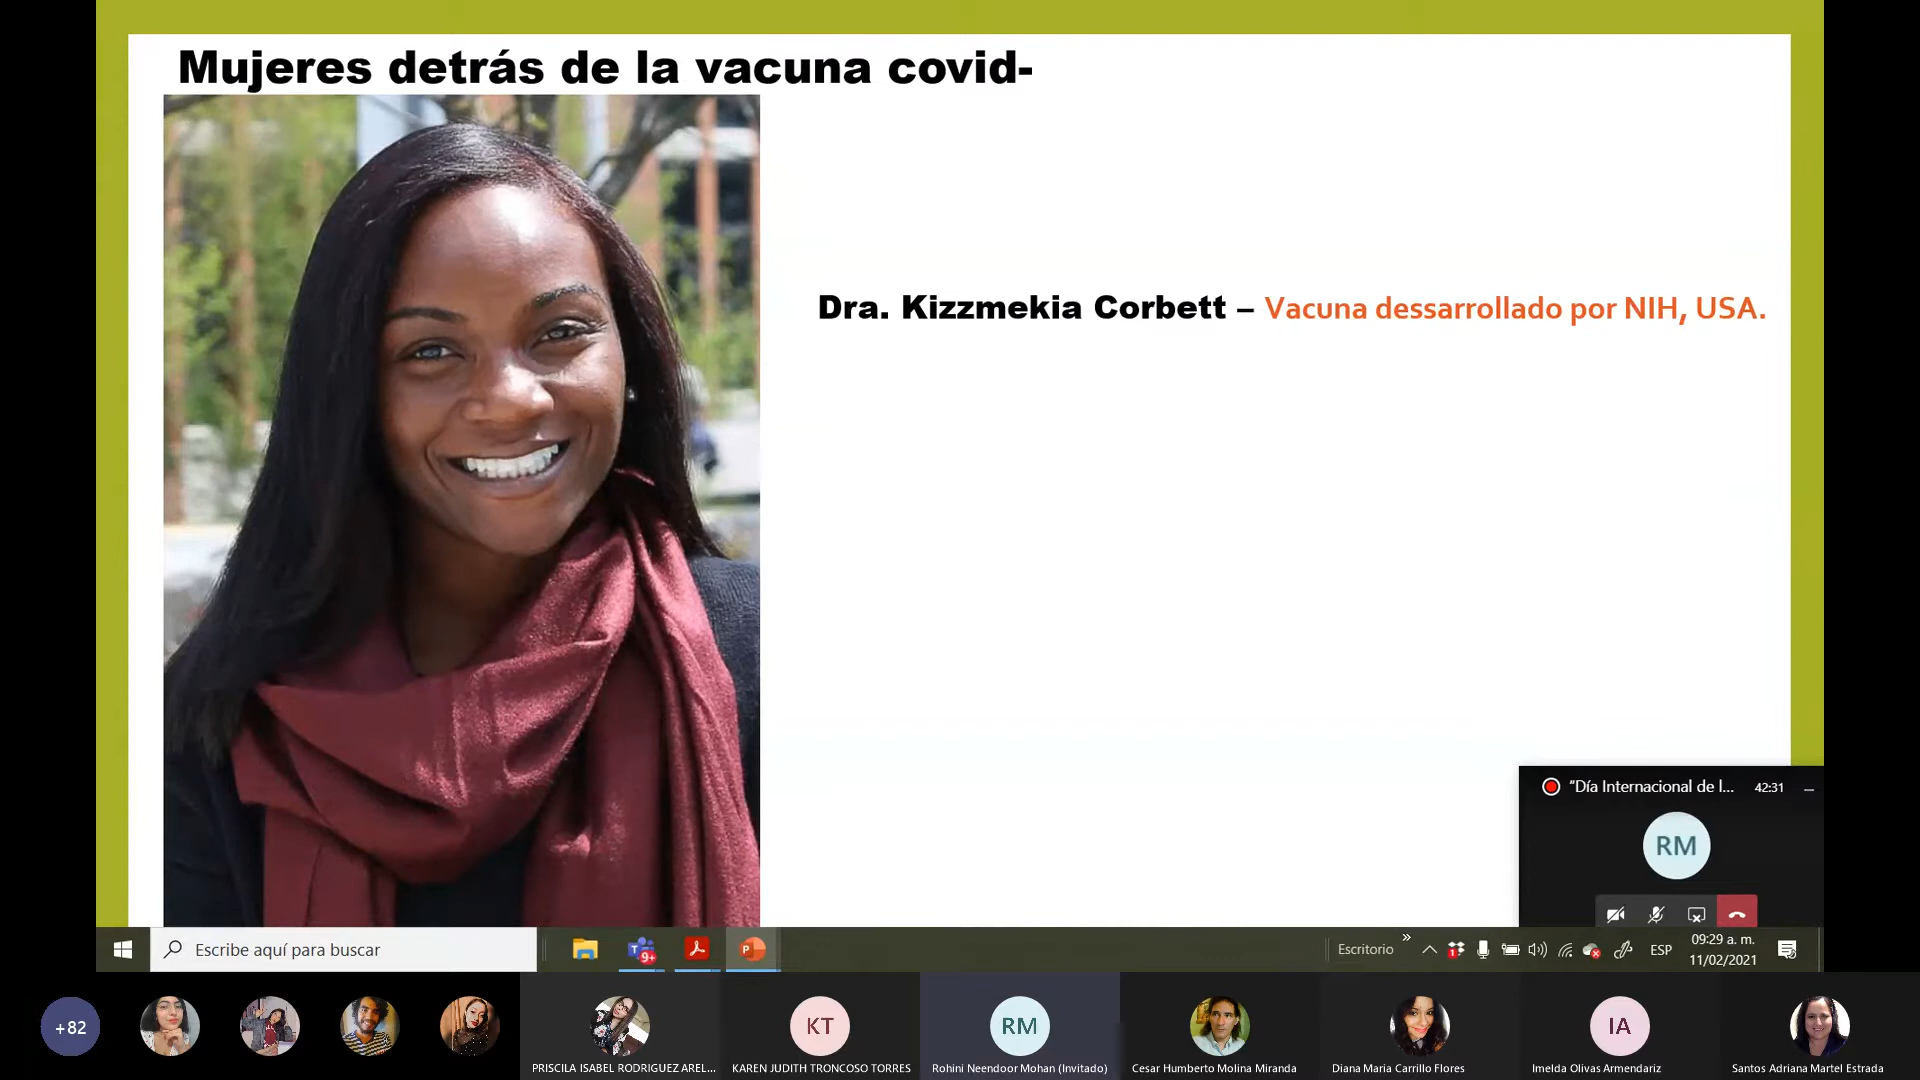 Mujeres detrás de la vacuna covid-
Dra. Kizzmekia Corbett – Vacuna dessarrollado por NIH, USA.
"Día Internacional de l... 42:31
RM
Escribe aquí para buscar
9+
Escritorio
1
ESP
09:29 a. m.
11/02/2021
+82
KT
RM
IA
PRISCILA ISABEL RODRIGUEZ AREL...
KAREN JUDITH TRONCOSO TORRES
Rohini Neendoor Mohan (Invitado)
Cesar Humberto Molina Miranda
Diana Maria Carrillo Flores
Imelda Olivas Armendariz
Santos Adriana Martel Estrada